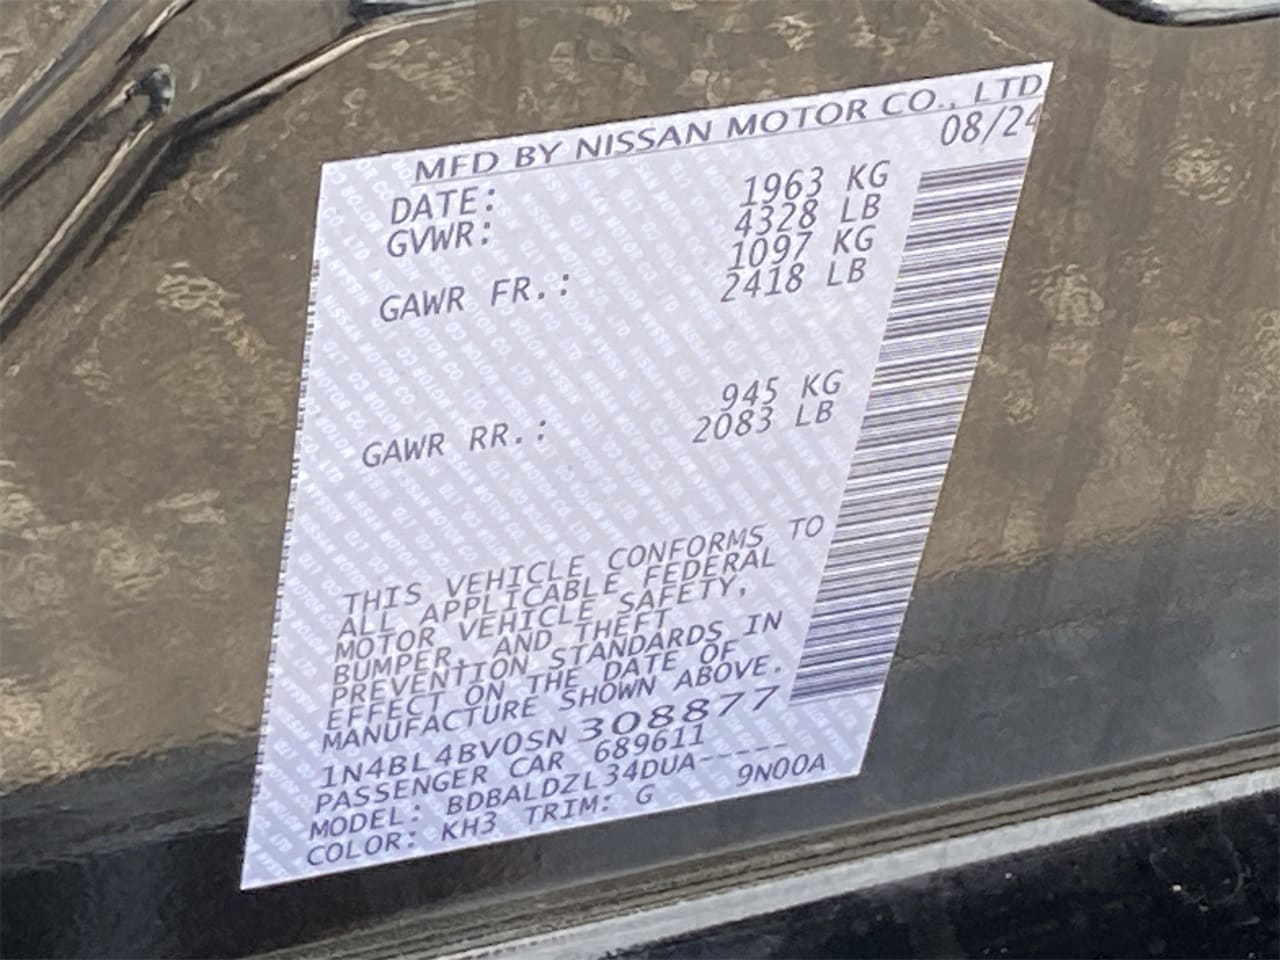 MFD BY NISSAN MOTOR CO., LTD
DATE: 08/24
GVWR: 1963 KG
4328 LB
GAWR FR.: 1097 KG
2418 LB
GAWR RR.: 945 KG
2083 LB
THIS VEHICLE CONFORMS TO
ALL APPLICABLE FEDERAL
MOTOR VEHICLE SAFETY,
BUMPER, AND THEFT
PREVENTION STANDARDS IN
EFFECT ON THE DATE OF
MANUFACTURE SHOWN ABOVE.
1N4BL4BV0SN308877
PASSENGER CAR 689611
MODEL: BDBALDZL34DUA-----
COLOR: KH3 TRIM: G 9N00A